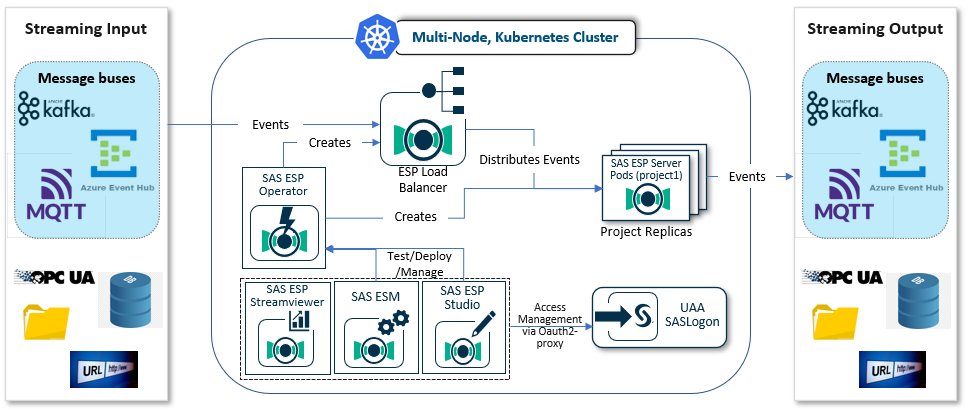 Streaming Input
Message buses
APACHE
kafka
Azure Event Hub
MQTT
OPC UA
DB
URL http://www
Multi-Node, Kubernetes Cluster
Events
Creates
ESP Load
Balancer
Distributes Events
SAS ESP
Operator
Creates
SAS ESP Server
Pods (project1)
Project Replicas
Events
Test/Deploy
/Manage
SAS ESP
Streamviewer
SAS ESM
SAS ESP
Studio
Access
Management
via Oauth2-
proxy
UAA
SASLogon
Streaming Output
Message buses
APACHE
kafka
Azure Event Hub
MQTT
OPC UA
DB
URL http://www